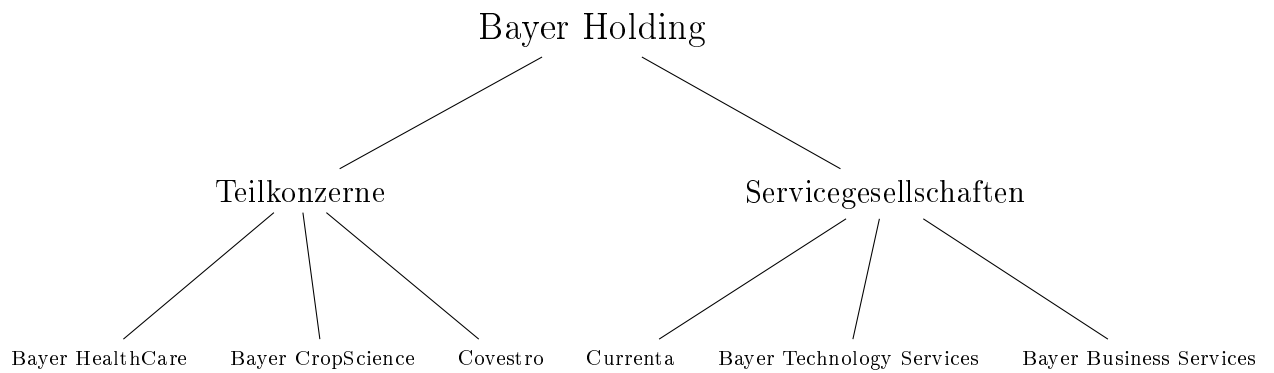 Bayer Holding
Teilkonzerne Servicegesellschaften
Bayer HealthCare Bayer CropScience Covestro Currenta Bayer Technology Services Bayer Business Services